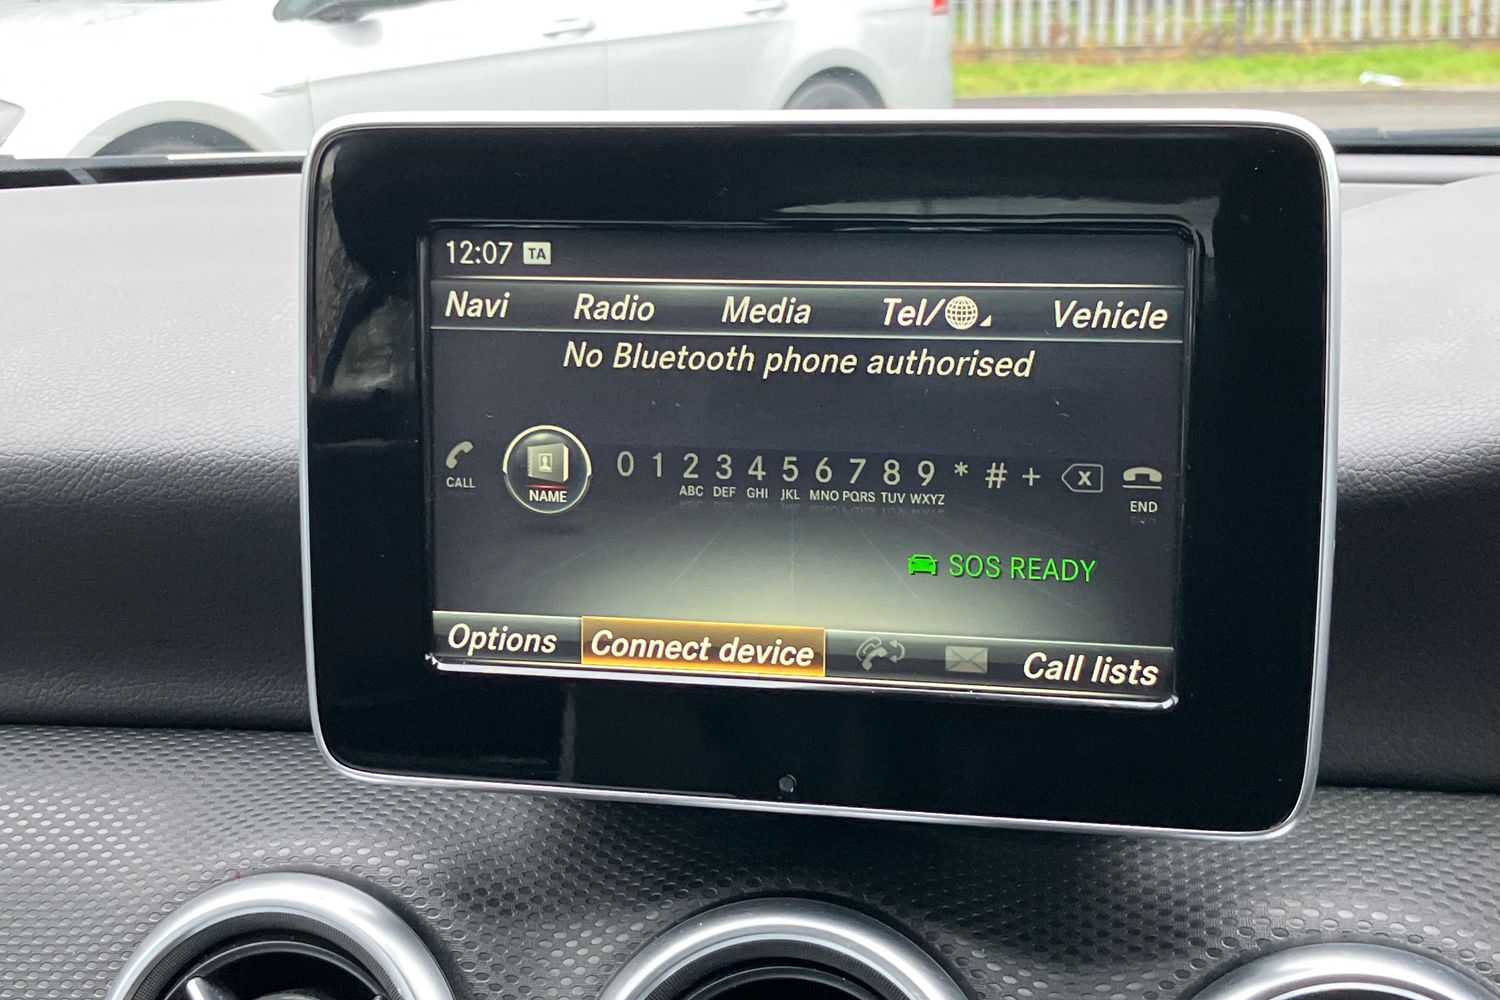 12:07 TA
Navi Radio Media Tel/ Vehicle
No Bluetooth phone authorised
CALL NAME 0 1 2 3 4 5 6 7 8 9 * # + X END
ABC DEF GHI JKL MNO PQRS TUV WXYZ
SOS READY
Options Connect device Call lists